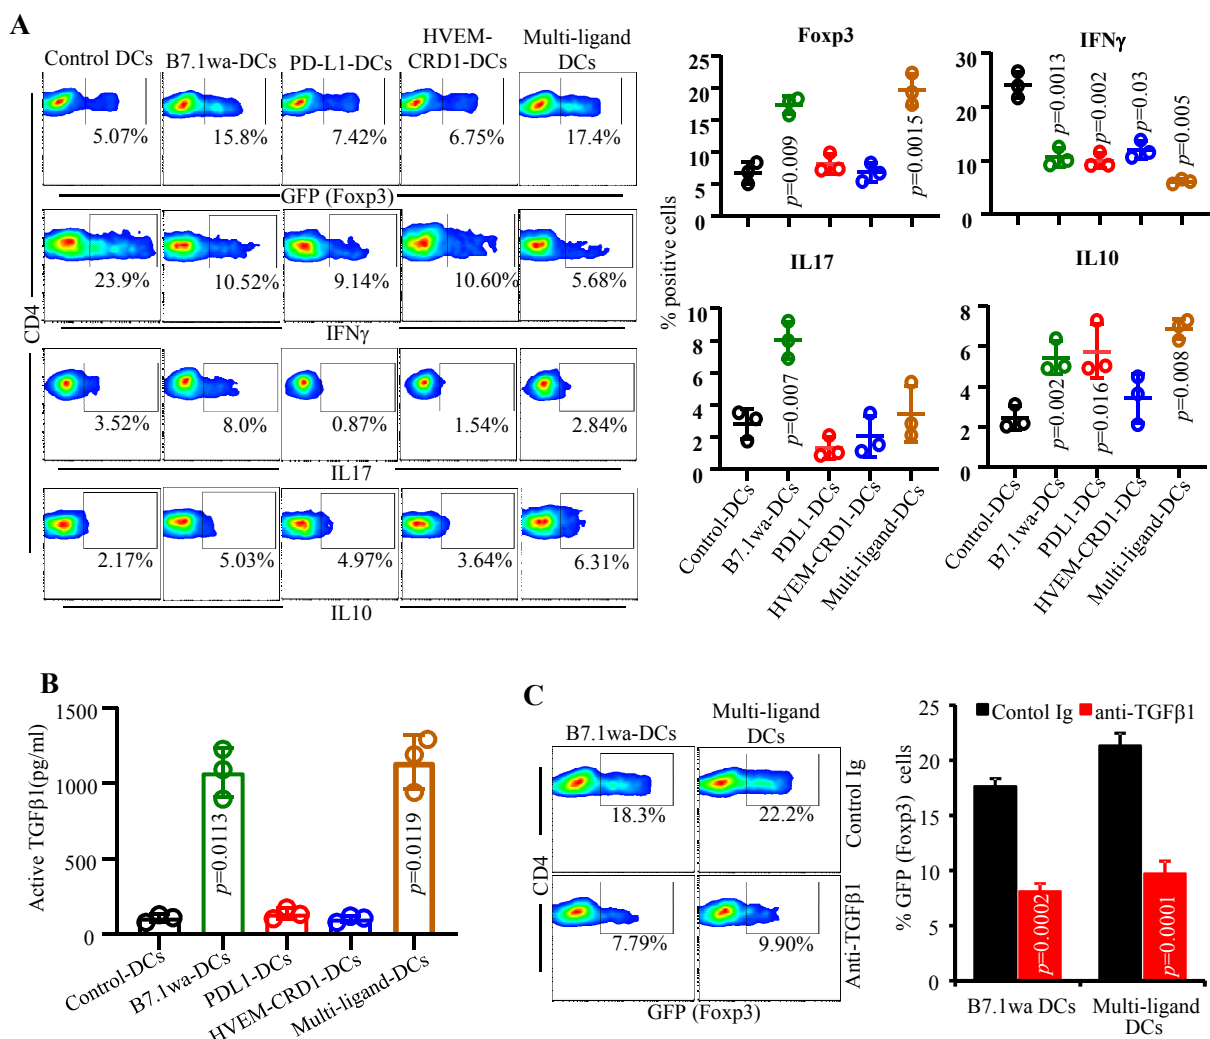 A
Control DCs
B7.1wa-DCs
PD-L1-DCs
HVEM-
CRD1-DCs
Multi-ligand
DCs
5.07%
15.8%
7.42%
6.75%
17.4%
GFP (Foxp3)
23.9%
10.52%
9.14%
10.60%
5.68%
IFNγ
3.52%
8.0%
0.87%
1.54%
2.84%
IL17
2.17%
5.03%
4.97%
3.64%
6.31%
IL10
CD4
% positive cells
Foxp3
25
20
15
10
5
0
p=0.009
p=0.0015
IFNγ
30
20
10
0
p=0.0013
p=0.002
p=0.03
p=0.005
IL17
10
8
6
4
2
0
p=0.007
Control-DCs
B7.1wa-DCs
PDL1-DCs
HVEM-CRD1-DCs
Multi-ligand-DCs
IL10
8
6
4
2
0
p=0.002
p=0.016
p=0.008
Control-DCs
B7.1wa-DCs
PDL1-DCs
HVEM-CRD1-DCs
Multi-ligand-DCs
B
Active TGFβ1(pg/ml)
1500
1000
500
0
p=0.0113
p=0.0119
Control-DCs
B7.1wa-DCs
PDL1-DCs
HVEM-CRD1-DCs
Multi-ligand-DCs
C
B7.1wa-DCs
Multi-ligand
DCs
18.3%
22.2%
Control Ig
7.79%
9.90%
Anti-TGFβ1
CD4
GFP (Foxp3)
% GFP (Foxp3) cells
25
20
15
10
5
0
Contol Ig
anti-TGFβ1
p=0.0002
p=0.0001
B7.1wa DCs
Multi-ligand
DCs